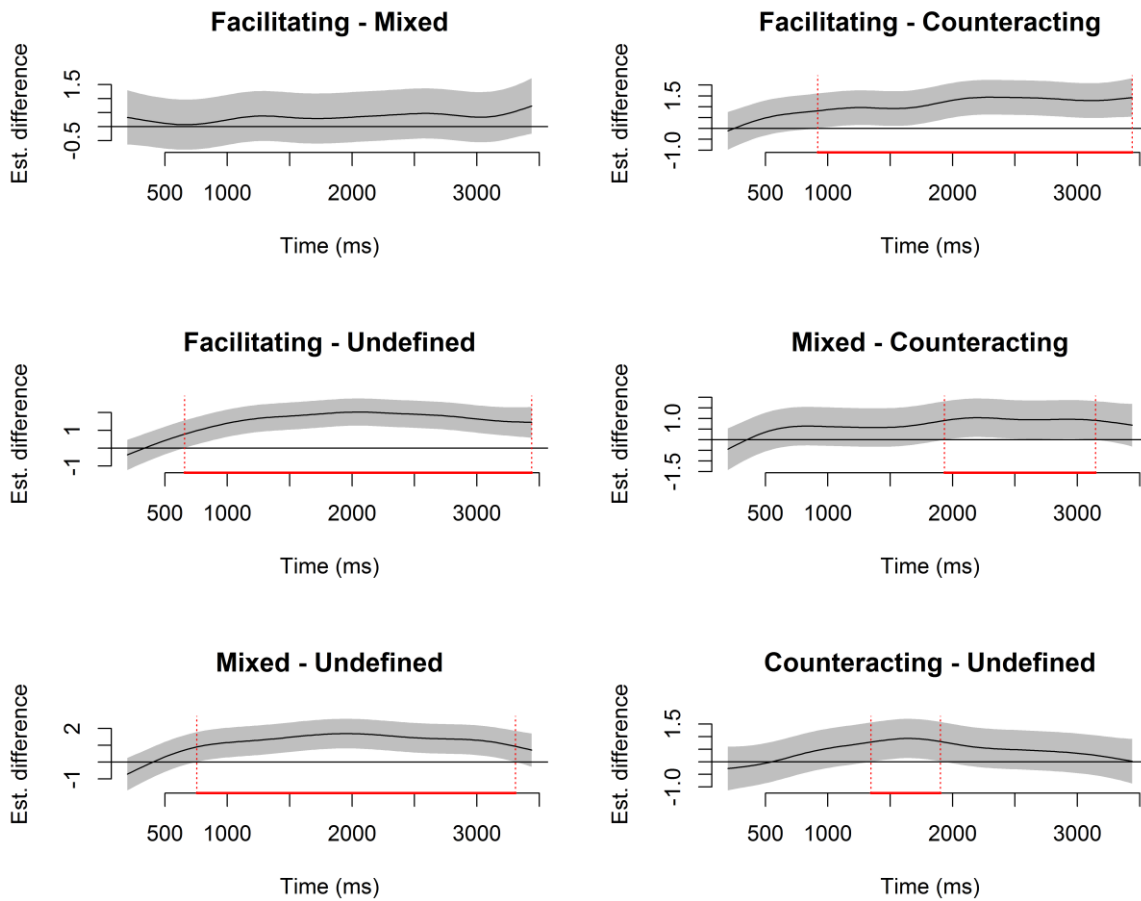 Facilitating - Mixed
Est. difference
1.5
-0.5
500 1000 2000 3000
Time (ms)
Facilitating - Counteracting
Est. difference
1.5
-1.0
500 1000 2000 3000
Time (ms)
Facilitating - Undefined
Est. difference
1
-1
500 1000 2000 3000
Time (ms)
Mixed - Counteracting
Est. difference
1.0
-1.5
500 1000 2000 3000
Time (ms)
Mixed - Undefined
Est. difference
2
-1
500 1000 2000 3000
Time (ms)
Counteracting - Undefined
Est. difference
1.5
-1.0
500 1000 2000 3000
Time (ms)